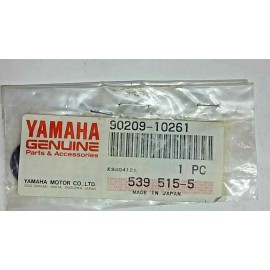 YAMAHA
GENUINE
Parts & Accessories
YAMAHA MOTOR CO., LTD.
90209-10261
1 PC
539 515-5
MADE IN JAPAN